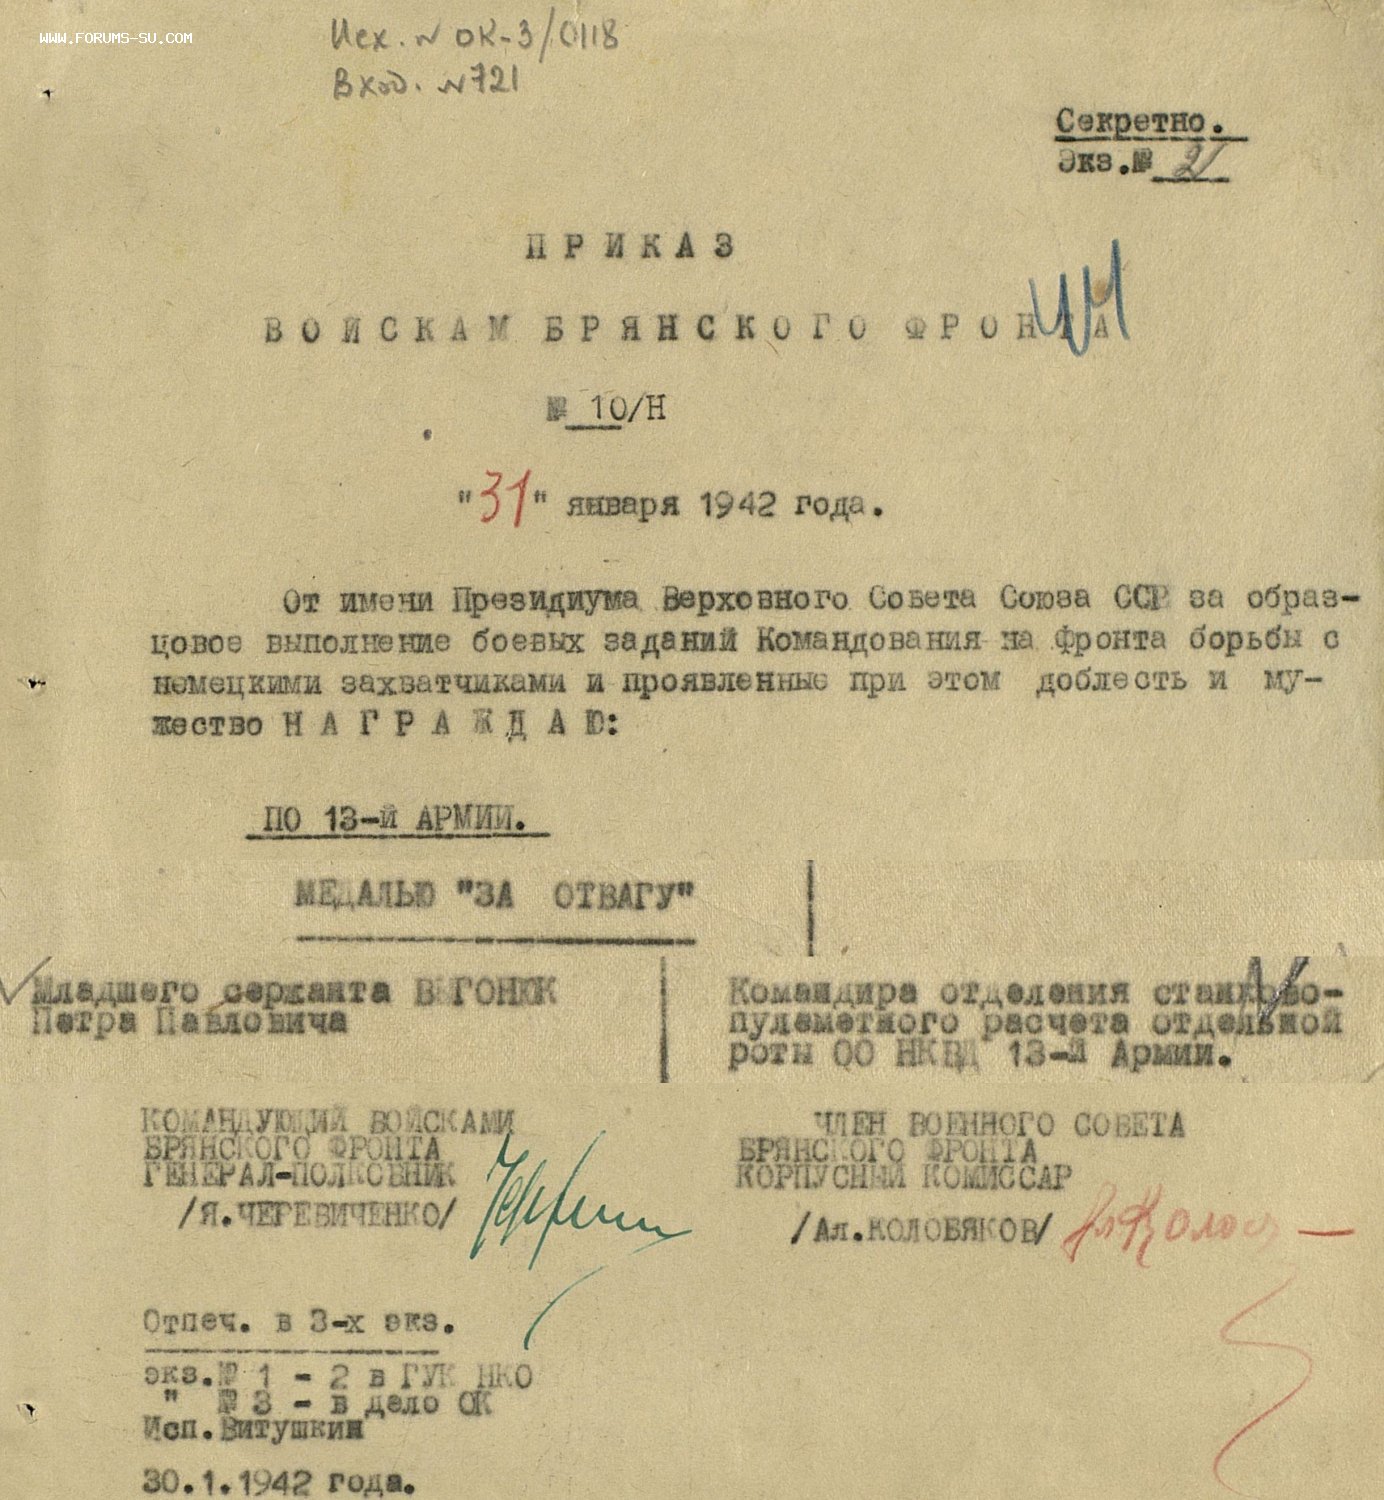 WWW.FORUMS-SU.COM
Исх. № ОК-3/0118
Вход. № 721
Секретно.
Экз.№ 2
ПРИКАЗ
ВОЙСКАМ БРЯНСКОГО ФРОНТА
№ 10/Н
"31" января 1942 года.
От имени Президиума Верховного Совета Союза ССР за образ-
цовое выполнение боевых заданий Командования на фронта борьбы с
немецкими захватчиками и проявленные при этом доблесть и му-
жество НАГРАЖДАЮ:
ПО 13-й АРМИИ.
МЕДАЛЬЮ "ЗА ОТВАГУ"
Младшего сержанта ВЫГОНЮК
Петра Павловича
Командира отделения станково-
пулеметного расчета отдельной
роты ОО НКВД 13-й Армии.
КОМАНДУЮЩИЙ ВОЙСКАМИ
БРЯНСКОГО ФРОНТА
ГЕНЕРАЛ-ПОЛКОВНИК
/Я.ЧЕРЕВИЧЕНКО/
ЧЛЕН ВОЕННОГО СОВЕТА
БРЯНСКОГО ФРОНТА
КОРПУСНЫЙ КОМИССАР
/Ал.КОЛОБЯКОВ/
Отпеч. в 3-х экз.
экз.№ 1 - 2 в ГУК НКО
" № 3 - в дело ОК
Исп.Витушкин
30.1.1942 года.